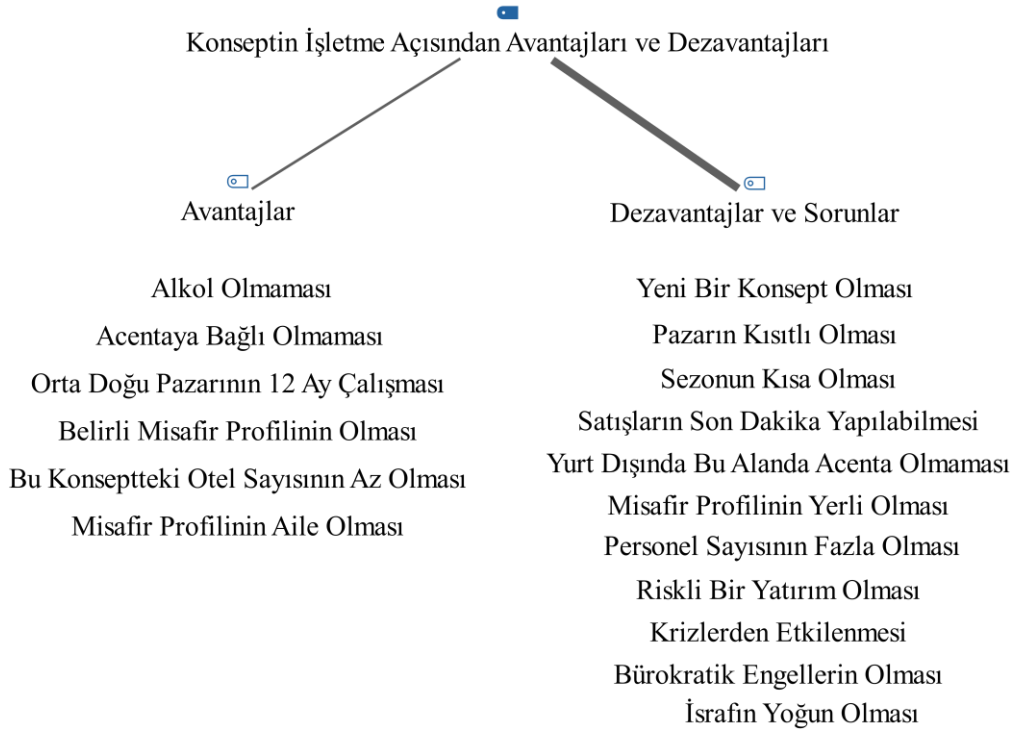 Konseptin İşletme Açısından Avantajları ve Dezavantajları
Avantajlar
Alkol Olmaması
Acentaya Bağlı Olmaması
Orta Doğu Pazarının 12 Ay Çalışması
Belirli Misafir Profilinin Olması
Bu Konseptteki Otel Sayısının Az Olması
Misafir Profilinin Aile Olması
Dezavantajlar ve Sorunlar
Yeni Bir Konsept Olması
Pazarın Kısıtlı Olması
Sezonun Kısa Olması
Satışların Son Dakika Yapılabilmesi
Yurt Dışında Bu Alanda Acenta Olmaması
Misafir Profilinin Yerli Olması
Personel Sayısının Fazla Olması
Riskli Bir Yatırım Olması
Krizlerden Etkilenmesi
Bürokratik Engellerin Olması
İsrafın Yoğun Olması